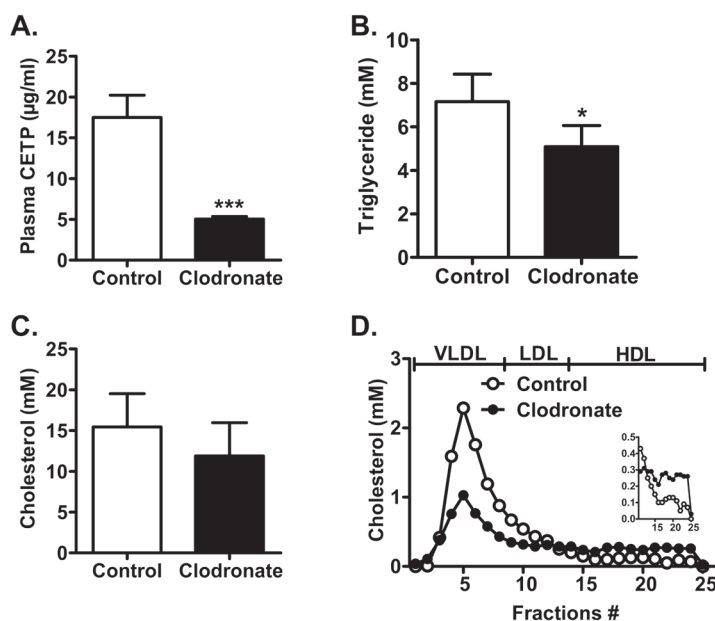 A.
Plasma CETP (µg/ml)
25
20
15
10
5
0
***
Control Clodronate
B.
Triglyceride (mM)
10
8
6
4
2
0
*
Control Clodronate
C.
Cholesterol (mM)
25
20
15
10
5
0
Control Clodronate
D.
VLDL LDL HDL
Control
Clodronate
Cholesterol (mM)
3
2
1
0
5 10 15 20 25
Fractions #
0.5
0.4
0.3
0.2
0.1
0.0
15 20 25